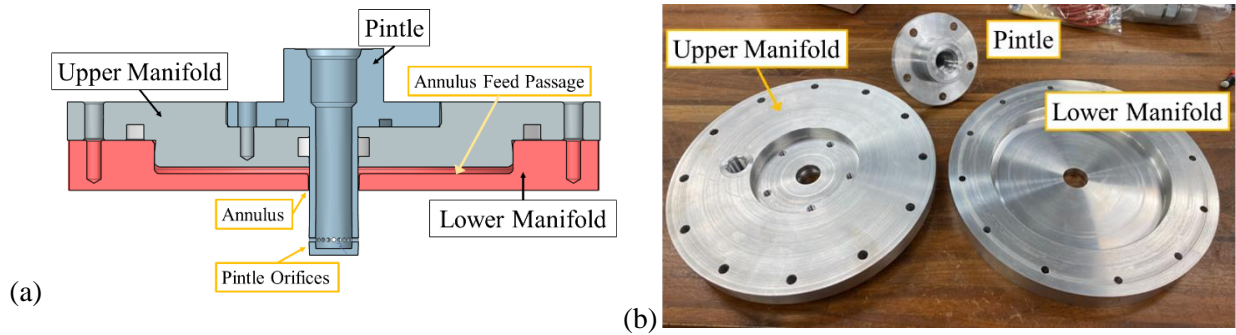 Pintle
Upper Manifold
Annulus Feed Passage
Annulus
Lower Manifold
Pintle Orifices
(a)
Upper Manifold
Pintle
Lower Manifold
(b)